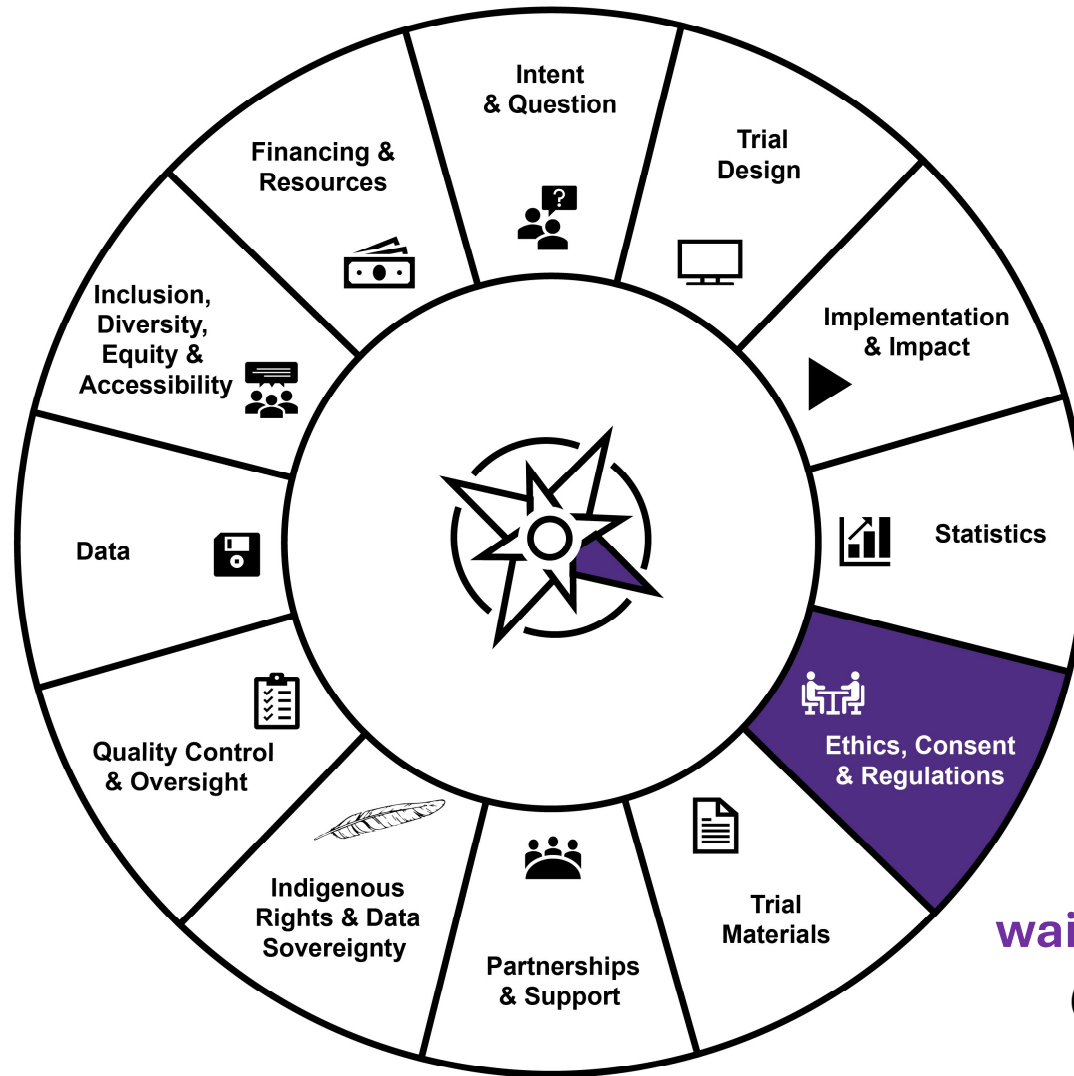 Intent
& Question
Trial
Design
Implementation
& Impact
Statistics
Ethics, Consent
& Regulations
Trial
Materials
Partnerships
& Support
Indigenous
Rights & Data
Sovereignty
Quality Control
& Oversight
Data
Inclusion,
Diversity,
Equity &
Accessibility
Financing &
Resources
?
wai
(